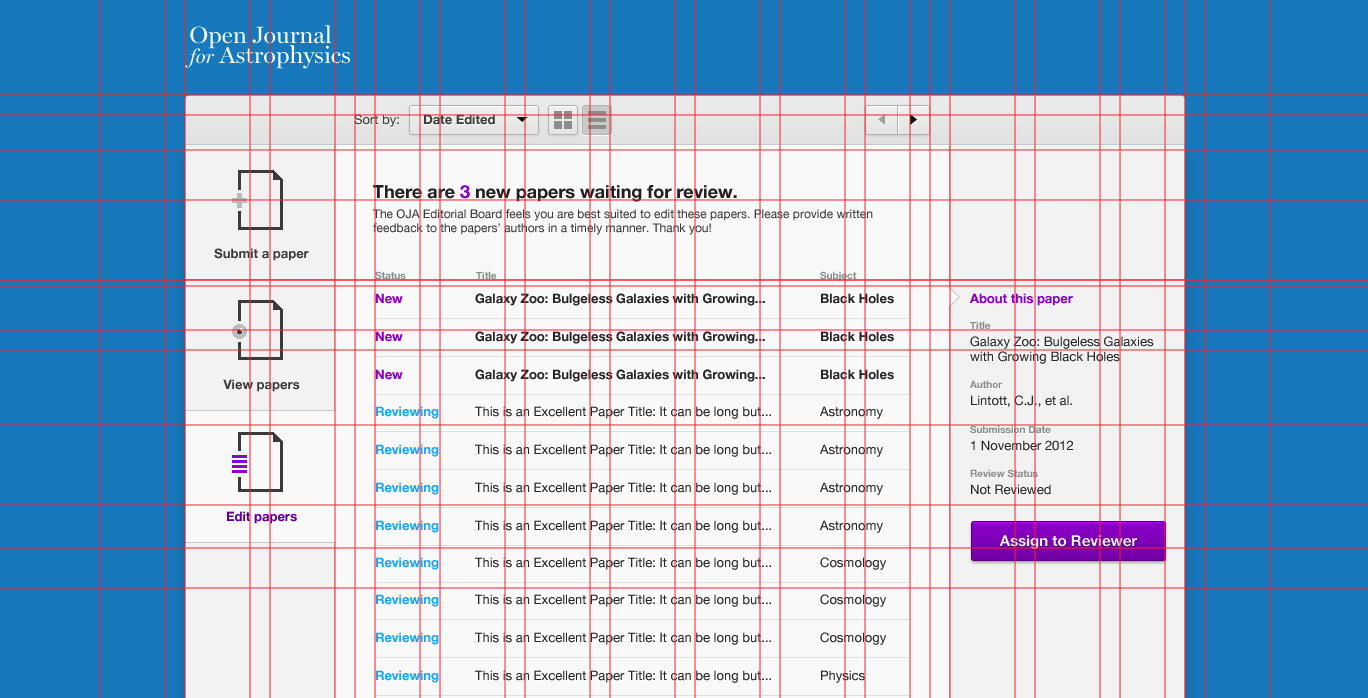 Open Journal
for Astrophysics
Sort by: Date Edited
Submit a paper
View papers
Edit papers
There are 3 new papers waiting for review.
The OJA Editorial Board feels you are best suited to edit these papers. Please provide written
feedback to the papers' authors in a timely manner. Thank you!
Status Title Subject
New Galaxy Zoo: Bulgeless Galaxies with Growing... Black Holes
New Galaxy Zoo: Bulgeless Galaxies with Growing... Black Holes
New Galaxy Zoo: Bulgeless Galaxies with Growing... Black Holes
Reviewing This is an Excellent Paper Title: It can be long but... Astronomy
Reviewing This is an Excellent Paper Title: It can be long but... Astronomy
Reviewing This is an Excellent Paper Title: It can be long but... Astronomy
Reviewing This is an Excellent Paper Title: It can be long but... Astronomy
Reviewing This is an Excellent Paper Title: It can be long but... Cosmology
Reviewing This is an Excellent Paper Title: It can be long but... Cosmology
Reviewing This is an Excellent Paper Title: It can be long but... Cosmology
Reviewing This is an Excellent Paper Title: It can be long but... Physics
About this paper
Title
Galaxy Zoo: Bulgeless Galaxies
with Growing Black Holes
Author
Lintott, C.J., et al.
Submission Date
1 November 2012
Review Status
Not Reviewed
Assign to Reviewer